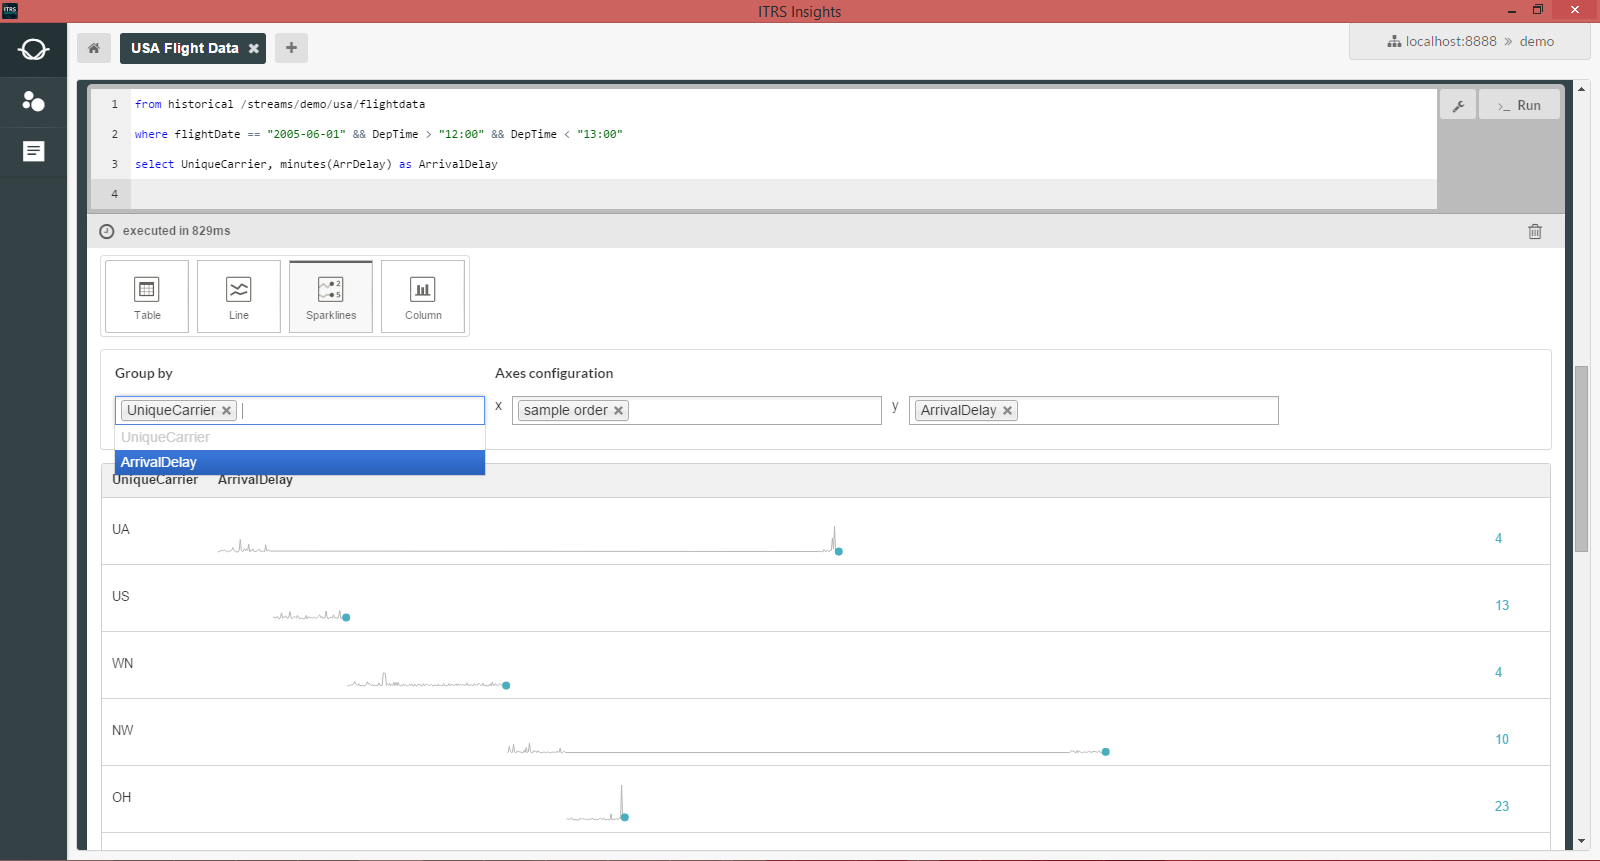 ITRS
ITRS Insights
USA Flight Data
localhost:8888 » demo
1 from historical /streams/demo/usa/flightdata
2 where flightDate == "2005-06-01" && DepTime > "12:00" && DepTime < "13:00"
3 select UniqueCarrier, minutes(ArrDelay) as ArrivalDelay
4
>_ Run
executed in 829ms
2
5
Table Line Sparklines Column
Group by Axes configuration
UniqueCarrier x sample order y ArrivalDelay
UniqueCarrier
ArrivalDelay
UniqueCarrier ArrivalDelay
UA 4
US 13
WN 4
NW 10
OH 23